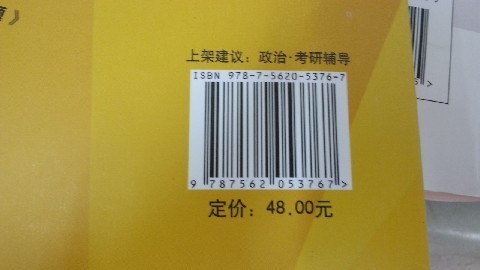 章》
上架建议：政治·考研辅导
ISBN 978-7-5620-5376-7
9 787562 053767>
定价：48.00元